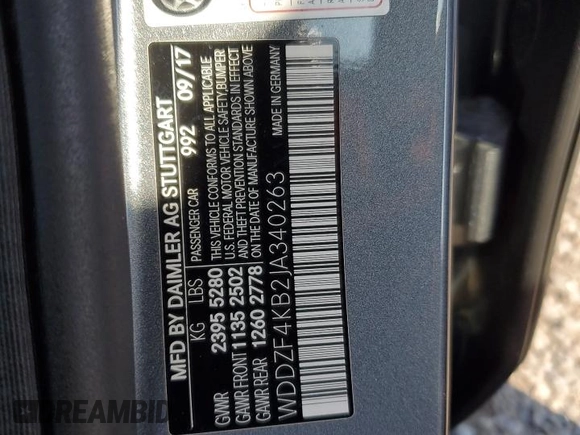 MFD BY DAIMLER AG STUTTGART
992 09/17
KG LBS PASSENGER CAR
GVWR 2395 5280 THIS VEHICLE CONFORMS TO ALL APPLICABLE
GAWR FRONT 1135 2502 U.S. FEDERAL MOTOR VEHICLE SAFETY, BUMPER
GAWR REAR 1260 2778 AND THEFT PREVENTION STANDARDS IN EFFECT
ON THE DATE OF MANUFACTURE SHOWN ABOVE
WDDZF4KB2JA340263 MADE IN GERMANY
DREAMBID